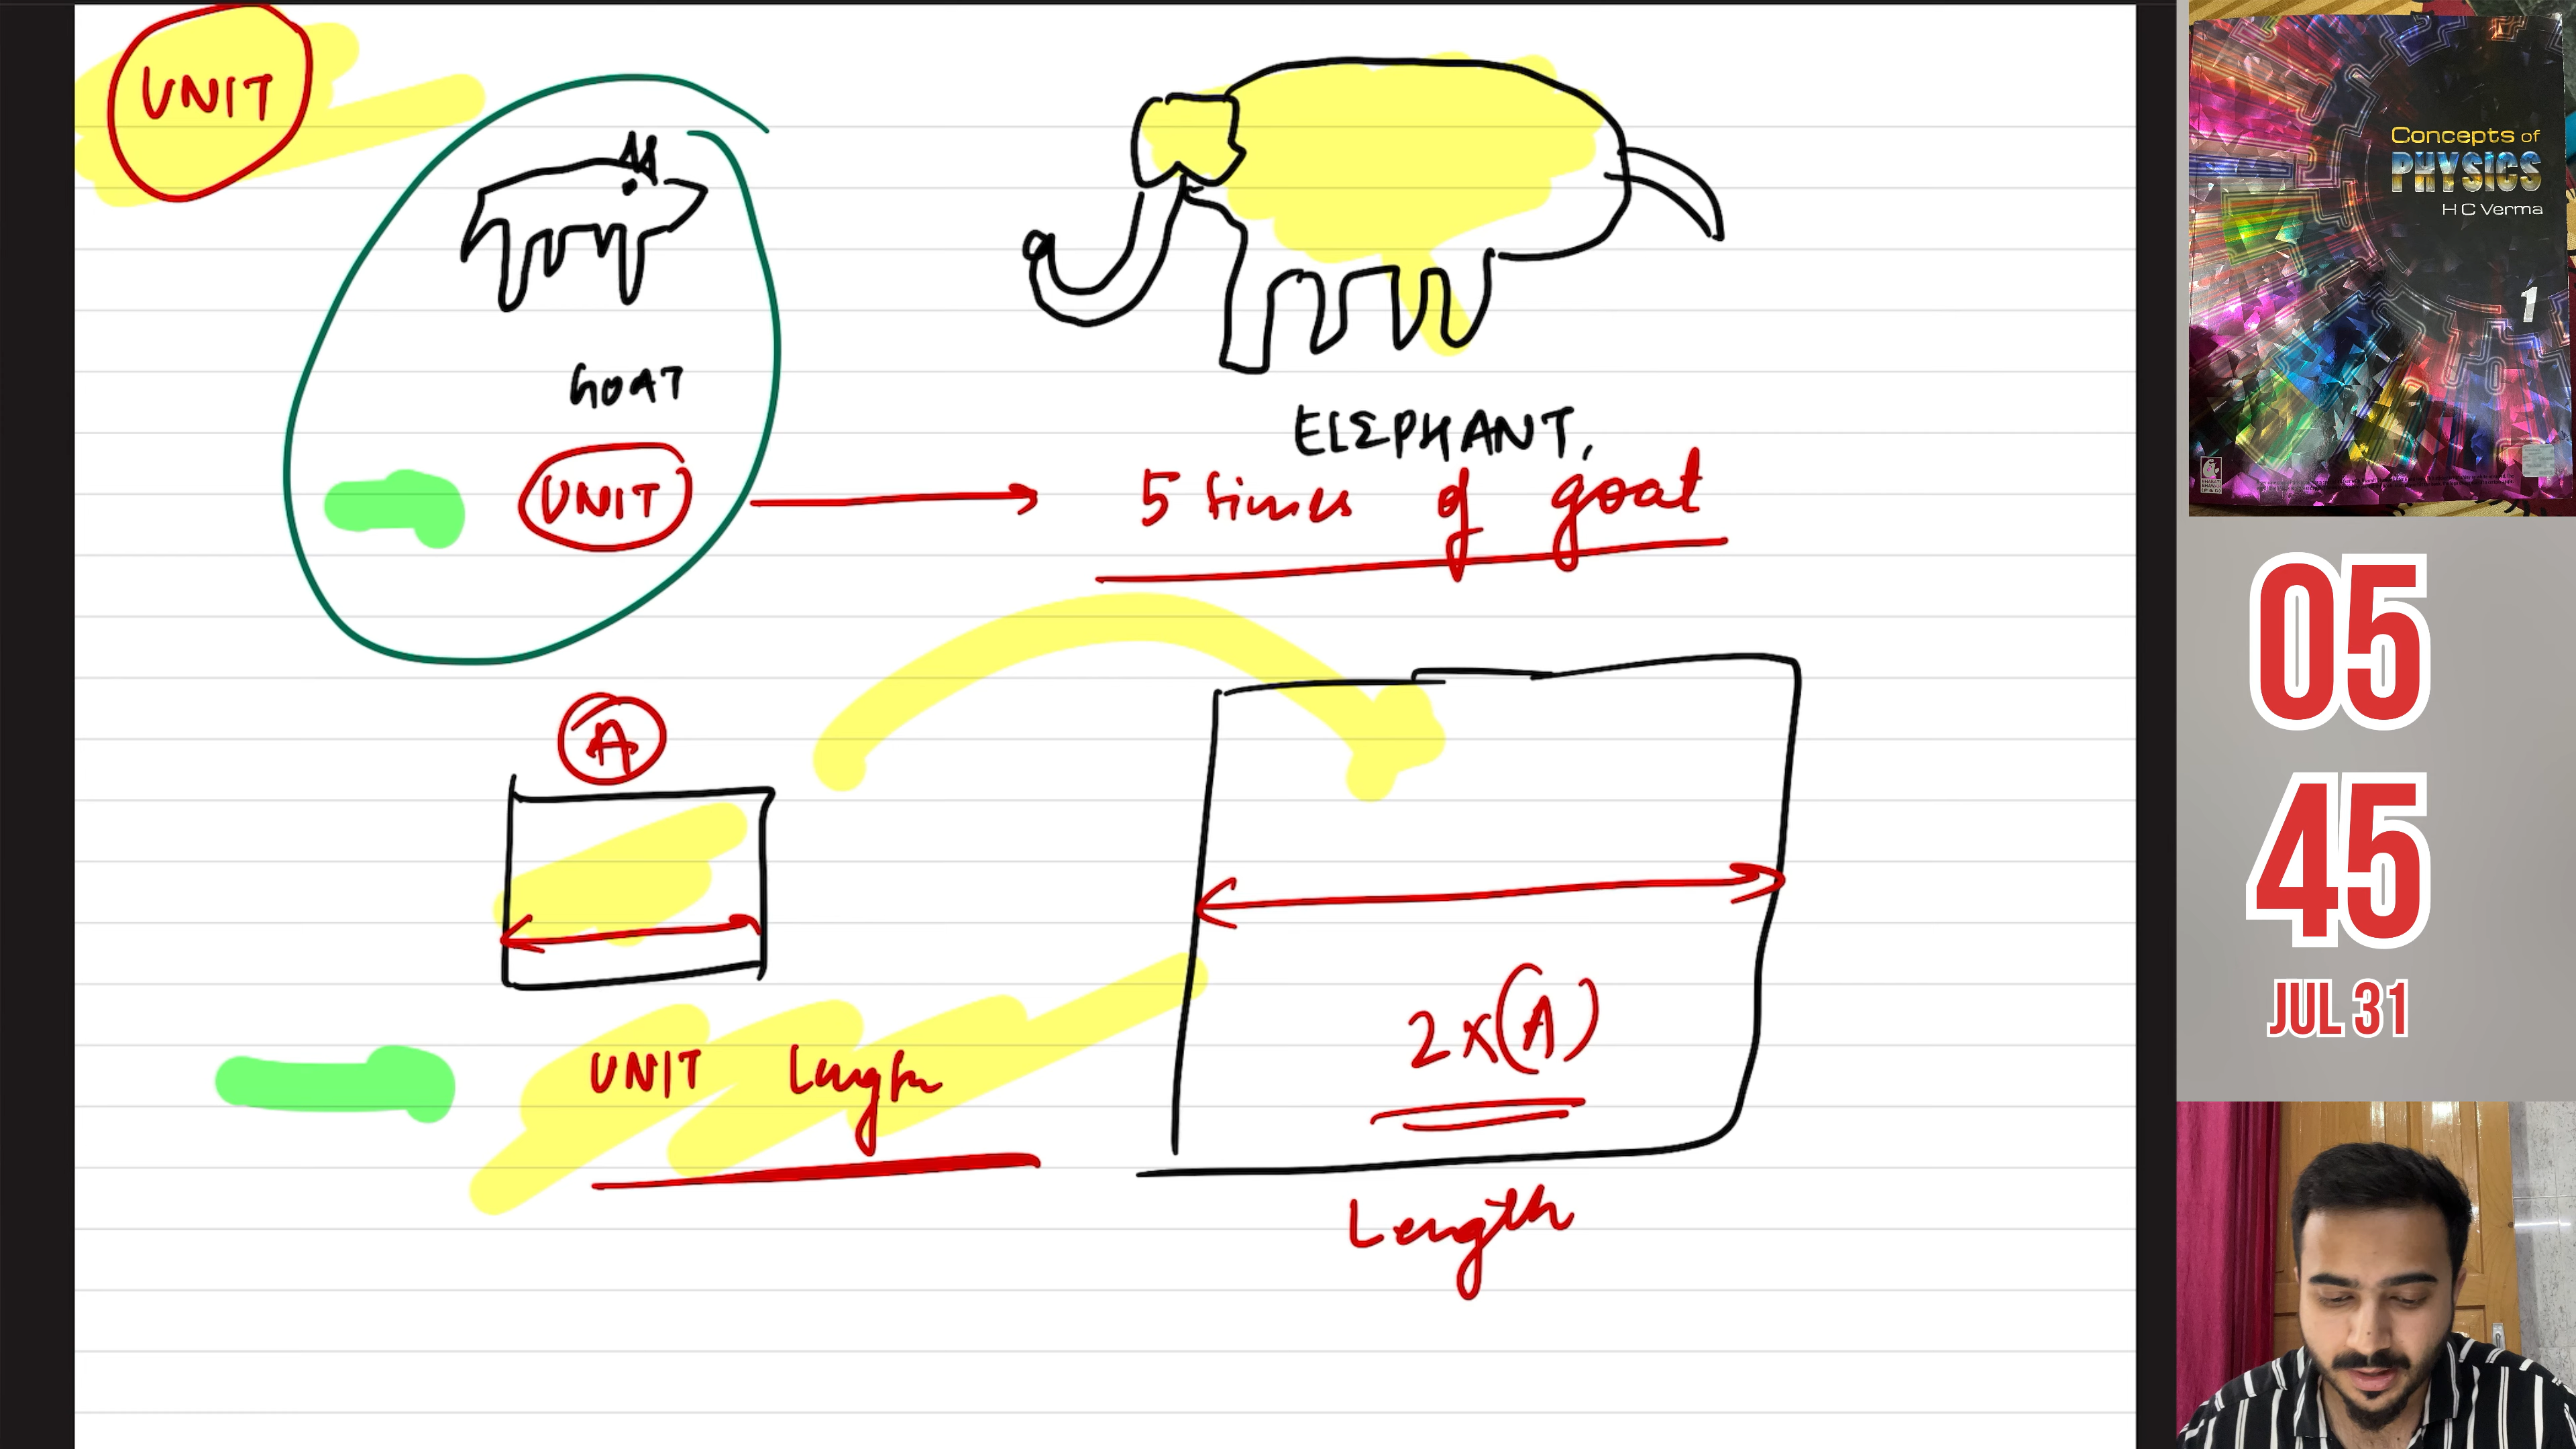 UNIT
GOAT
UNIT
ELEPHANT,
5 times of goat
A
2x(A)
UNIT Length
Length
Concepts of
PHYSICS
H C Verma
1
05
45
JUL 31